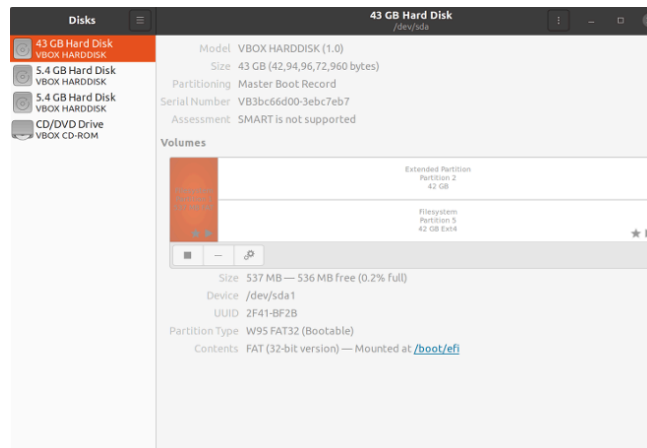 Disks
43 GB Hard Disk
/dev/sda
43 GB Hard Disk
VBOX HARDDISK
5.4 GB Hard Disk
VBOX HARDDISK
5.4 GB Hard Disk
VBOX HARDDISK
CD/DVD Drive
VBOX CD-ROM
Model VBOX HARDDISK (1.0)
Size 43 GB (42,94,96,72,960 bytes)
Partitioning Master Boot Record
Serial Number VB3bc66d00-3ebc7eb7
Assessment SMART is not supported
Volumes
Extended Partition
Partition 2
42 GB
Filesystem
Partition 5
42 GB Ext4
Size 537 MB — 536 MB free (0.2% full)
Device /dev/sda1
UUID 2F41-BF2B
Partition Type W95 FAT32 (Bootable)
Contents FAT (32-bit version) — Mounted at /boot/efi